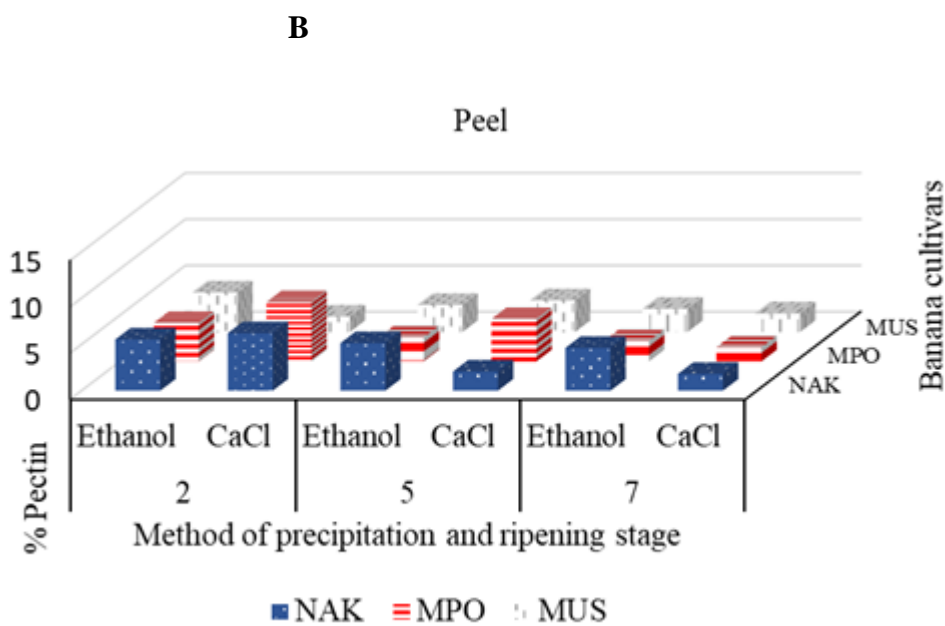 B
Peel
15
10
5
0
% Pectin
Ethanol CaCl Ethanol CaCl Ethanol CaCl
2 5 7
Method of precipitation and ripening stage
MUS
MPO
NAK
Banana cultivars
NAK MPO MUS